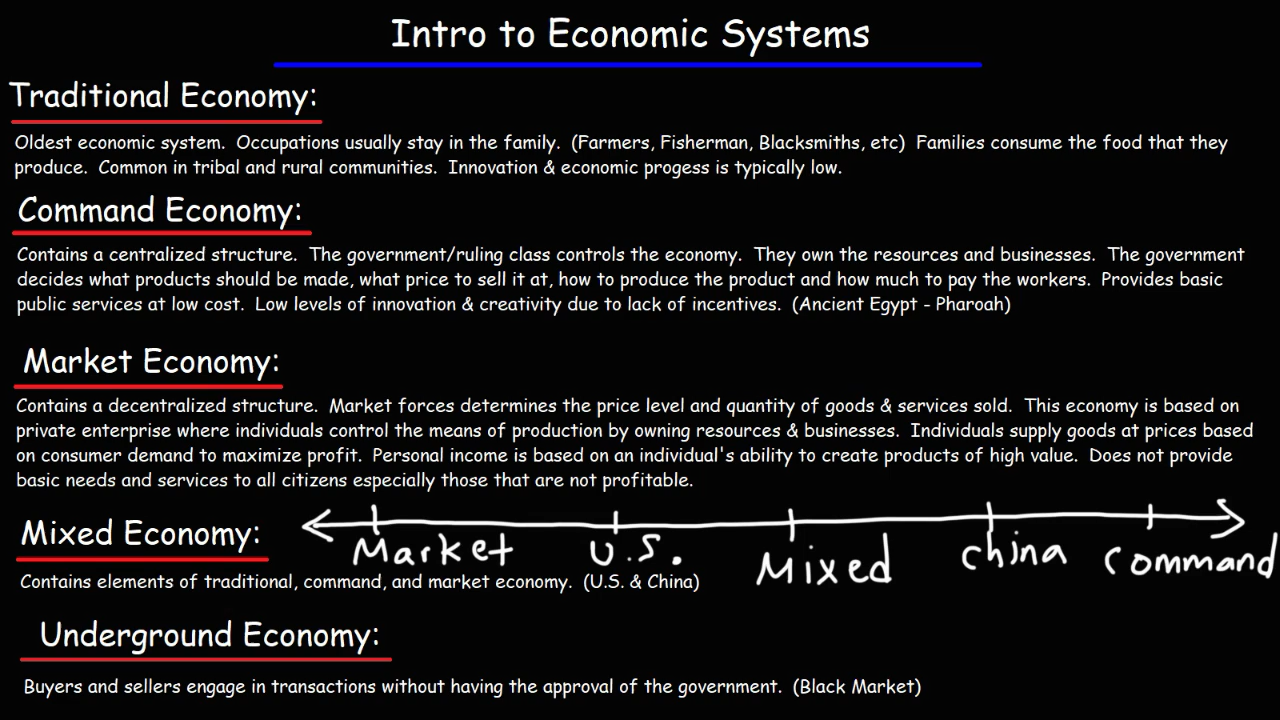 Intro to Economic Systems
Traditional Economy:
Oldest economic system. Occupations usually stay in the family. (Farmers, Fisherman, Blacksmiths, etc) Families consume the food that they
produce. Common in tribal and rural communities. Innovation & economic progess is typically low.
Command Economy:
Contains a centralized structure. The government/ruling class controls the economy. They own the resources and businesses. The government
decides what products should be made, what price to sell it at, how to produce the product and how much to pay the workers. Provides basic
public services at low cost. Low levels of innovation & creativity due to lack of incentives. (Ancient Egypt - Pharoah)
Market Economy:
Contains a decentralized structure. Market forces determines the price level and quantity of goods & services sold. This economy is based on
private enterprise where individuals control the means of production by owning resources & businesses. Individuals supply goods at prices based
on consumer demand to maximize profit. Personal income is based on an individual's ability to create products of high value. Does not provide
basic needs and services to all citizens especially those that are not profitable.
Mixed Economy:
Market U.S. Mixed China Command
Contains elements of traditional, command, and market economy. (U.S. & China)
Underground Economy:
Buyers and sellers engage in transactions without having the approval of the government. (Black Market)